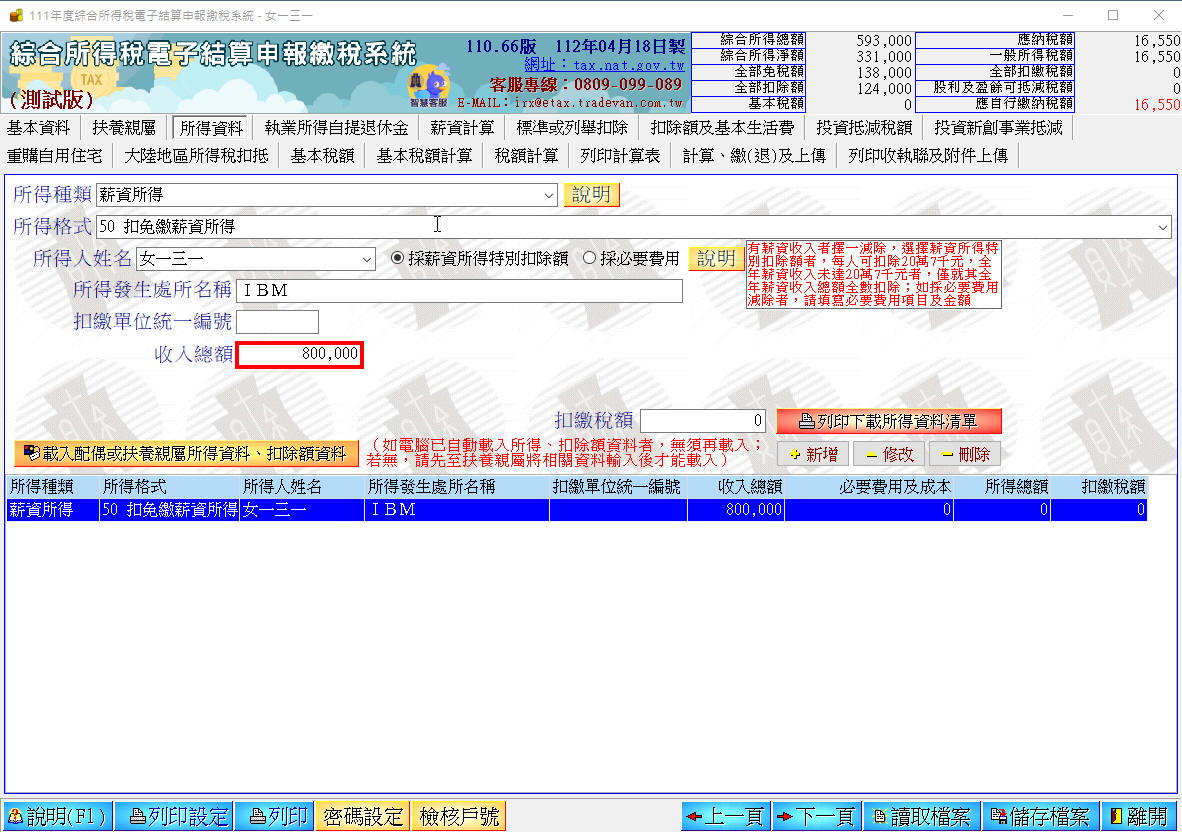 111年度綜合所得稅電子結算申報繳稅系統 - 女一三一
綜合所得稅電子結算申報繳稅系統
(測試版)
TAX
智慧客服
110.66版 112年04月18日製
網址：tax.nat.gov.tw
客服專線：0809-099-089
E-MAIL：irx@etax.tradevan.com.tw
綜合所得總額 593,000 應納稅額 16,550
綜合所得淨額 331,000 一般所得稅額 16,550
全部免稅額 138,000 全部扣繳稅額 0
全部扣除額 124,000 股利及盈餘可抵減稅額 0
基本稅額 0 應自行繳納稅額 16,550
基本資料 扶養親屬 所得資料 執業所得自提退休金 薪資計算 標準或列舉扣除 扣除額及基本生活費 投資抵減稅額 投資新創事業抵減
重購自用住宅 大陸地區所得稅扣抵 基本稅額 基本稅額計算 稅額計算 列印計算表 計算、繳(退)及上傳 列印收執聯及附件上傳
所得種類 薪資所得 說明
所得格式 50 扣免繳薪資所得
所得人姓名 女一三一 採薪資所得特別扣除額 採必要費用 說明
有薪資收入者擇一減除，選擇薪資所得特
別扣除額者，每人可扣除20萬7千元，全
年薪資收入未達20萬7千元者，僅就其全
年薪資收入總額全數扣除；如採必要費用
減除者，請填寫必要費用項目及金額
所得發生處所名稱 ＩＢＭ
扣繳單位統一編號
收入總額 800,000
扣繳稅額 0 列印下載所得資料清單
載入配偶或扶養親屬所得資料、扣除額資料
（如電腦已自動載入所得、扣除額資料者，無須再載入；
若無，請先至扶養親屬將相關資料輸入後才能載入）
新增 修改 刪除
所得種類 所得格式 所得人姓名 所得發生處所名稱 扣繳單位統一編號 收入總額 必要費用及成本 所得總額 扣繳稅額
薪資所得 50 扣免繳薪資所得 女一三一 ＩＢＭ 800,000 0 0 0
說明(F1) 列印設定 列印 密碼設定 檢核戶號 上一頁 下一頁 讀取檔案 儲存檔案 離開